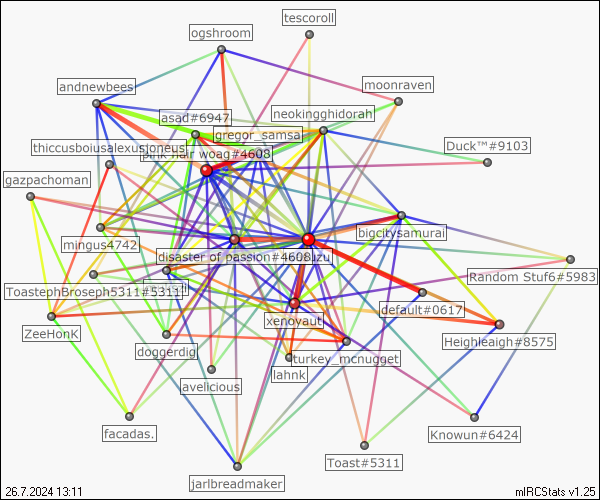 tescoroll
ogshroom
andnewbees
moonraven
asad#6947
neokingghidorah
gregor_samsa
thiccusboiusalexusjoneus
pink hair woag#4608
Duck™#9103
gazpachoman
mingus4742
bigcitysamurai
disaster of passion#4608
uzu
Random Stuf6#5983
ToastephBroseph5311#5311
default#0617
xenoyaut
ZeeHonK
Heighleaigh#8575
doggerdig
turkey_mcnugget
lahnk
avelicious
facadas.
Knowun#6424
Toast#5311
jarlbreadmaker
26.7.2024 13:11
mIRCStats v1.25